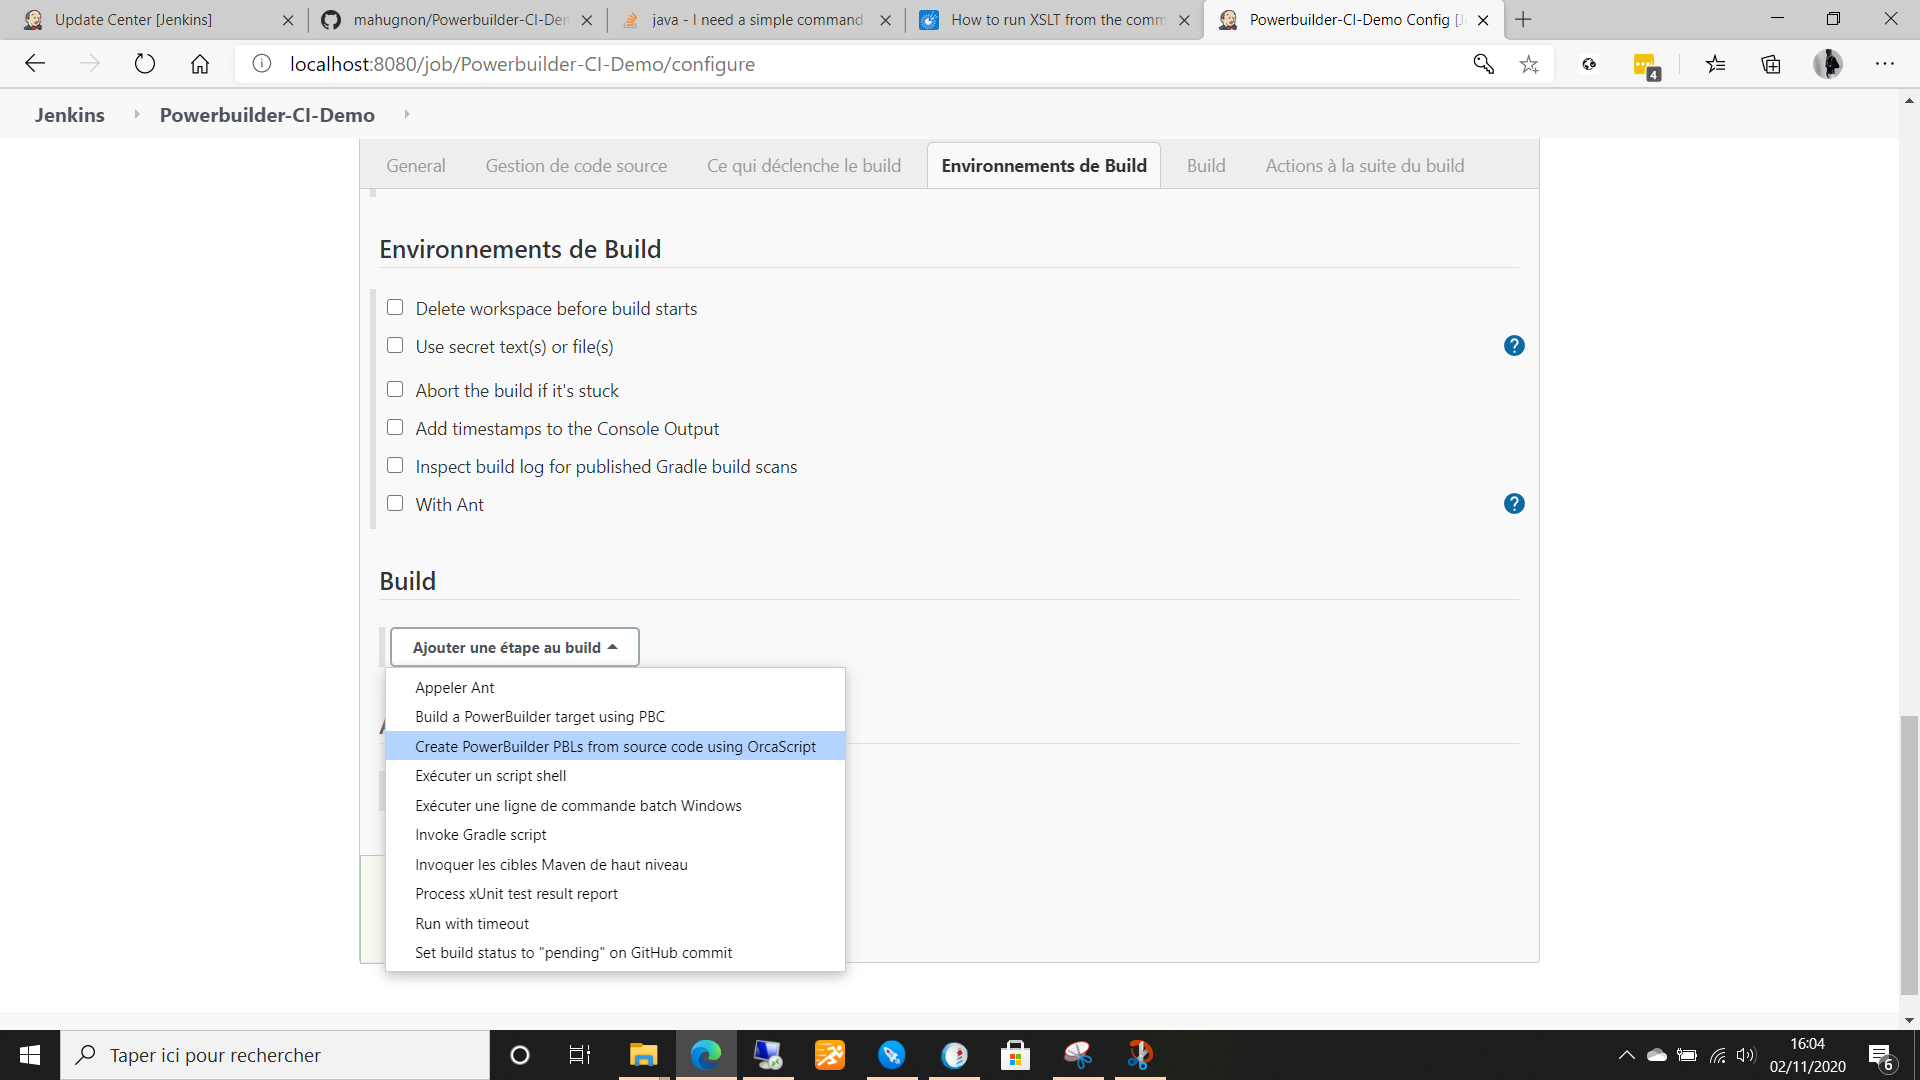 Update Center [Jenkins]
mahugnon/Powerbuilder-CI-Den
java - I need a simple command
How to run XSLT from the comm
Powerbuilder-CI-Demo Config [J
localhost:8080/job/Powerbuilder-CI-Demo/configure
4
Jenkins
Powerbuilder-CI-Demo
General
Gestion de code source
Ce qui déclenche le build
Environnements de Build
Build
Actions à la suite du build
Environnements de Build
Delete workspace before build starts
Use secret text(s) or file(s)
?
Abort the build if it's stuck
Add timestamps to the Console Output
Inspect build log for published Gradle build scans
With Ant
?
Build
Ajouter une étape au build
Appeler Ant
Build a PowerBuilder target using PBC
Create PowerBuilder PBLs from source code using OrcaScript
Exécuter un script shell
Exécuter une ligne de commande batch Windows
Invoke Gradle script
Invoquer les cibles Maven de haut niveau
Process xUnit test result report
Run with timeout
Set build status to "pending" on GitHub commit
Taper ici pour rechercher
16:04
02/11/2020
6